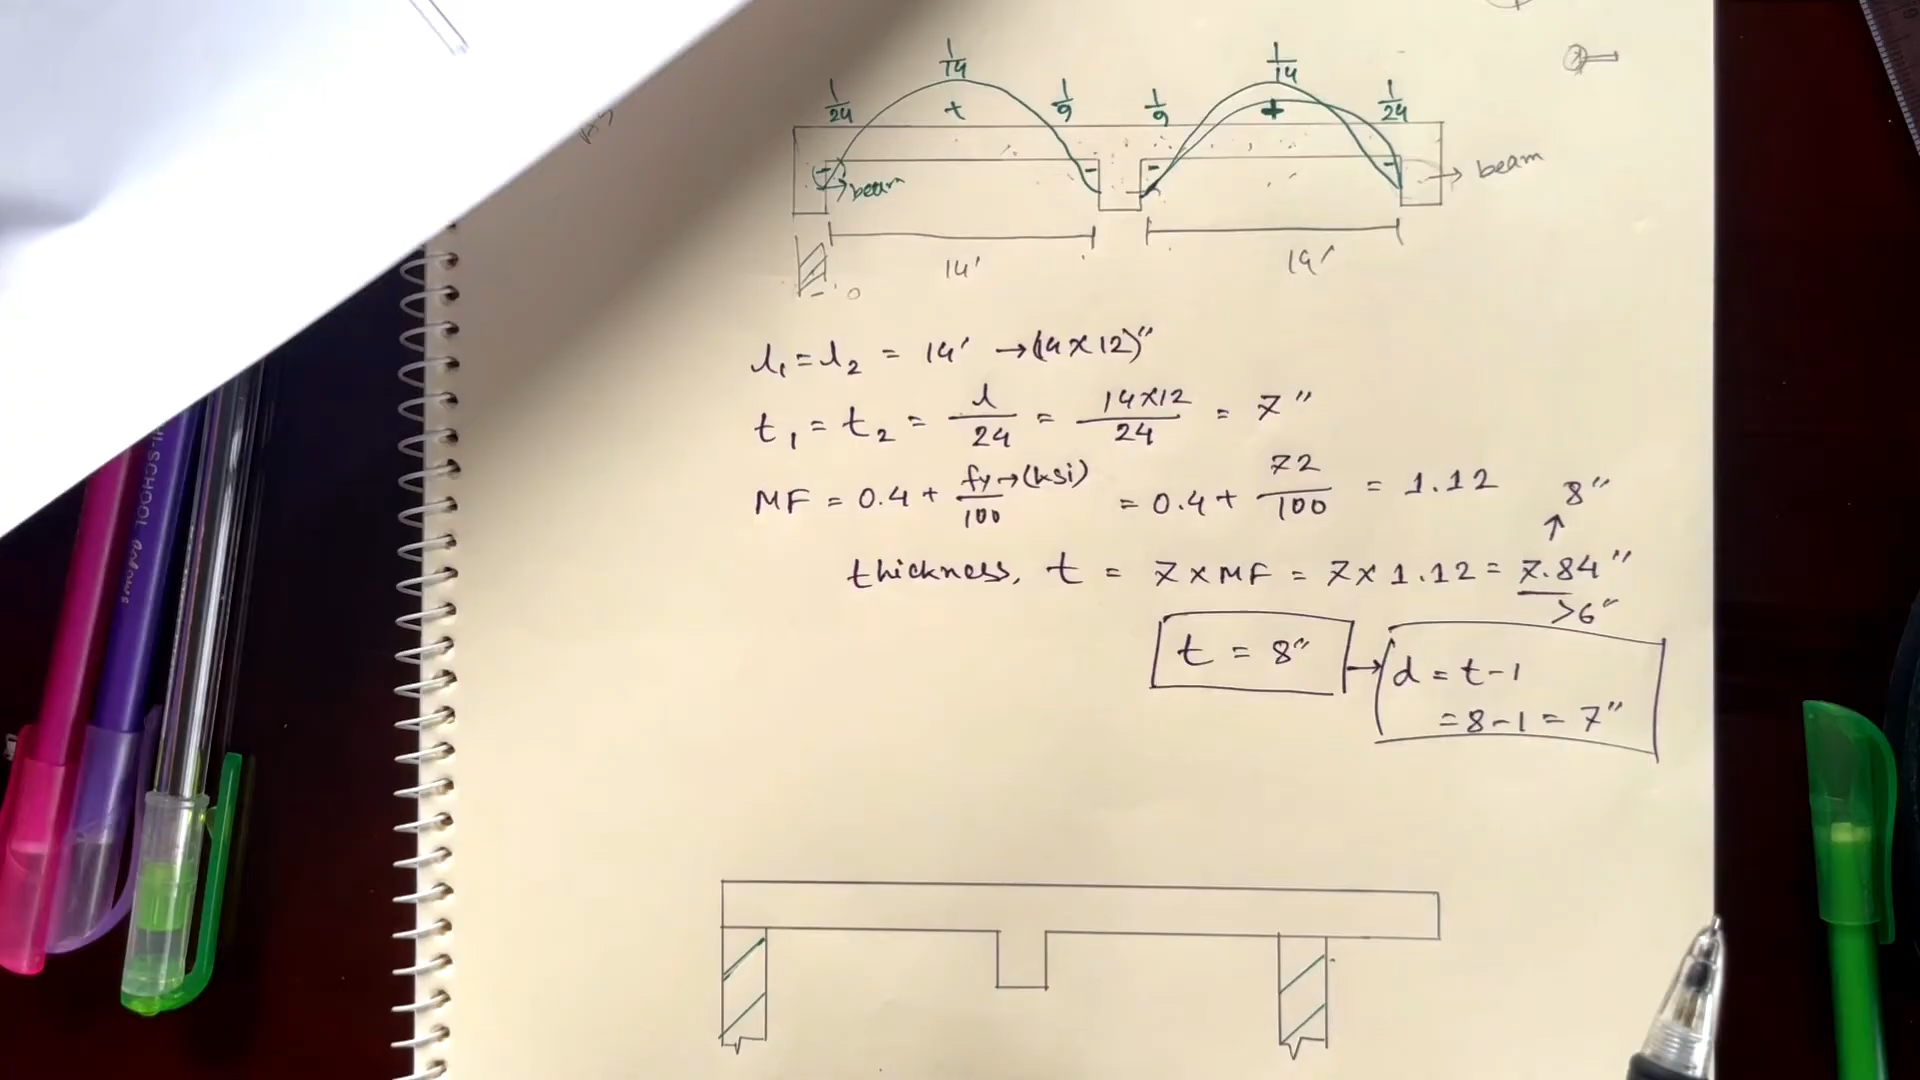 1/24 1/14 1/9 1/9 1/14 1/24
+ +
- - - -
beam beam
14' 14'
l₁ = l₂ = 14' → (14 x 12)"
t₁ = t₂ = l/24 = 14x12/24 = 7"
MF = 0.4 + fy→(ksi)/100 = 0.4 + 72/100 = 1.12
8"
thickness, t = 7 x MF = 7 x 1.12 = 7.84"
>6"
t = 8"
d = t-1
= 8-1 = 7"